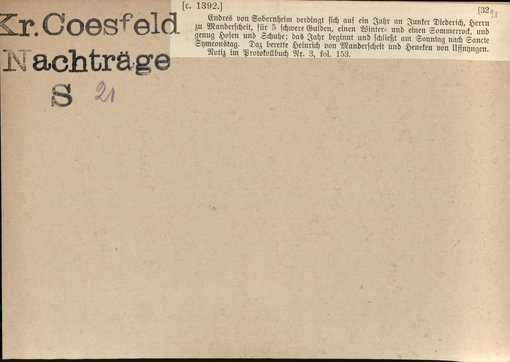 Kr. Coesfeld
Nachträge
S 21
[c. 1392.] [32
21
Endres von Sobernheim verdingt sich auf ein Jahr an Junker Diederich, Herrn
zu Manderscheit, für 5 schwere Gulden, einen Winter- und einen Sommerrock, und
genug Hosen und Schuhe; das Jahr beginnt und schließt am Sonntag nach Sancte
Symeonstag. Daz berette Heinrich von Manderscheit und Heneken von
Notiz im Protokollbuch Nr. 3, fol. 153.